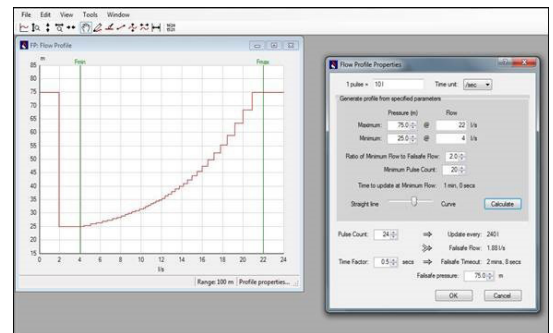 File Edit View Tools Window
FP: Flow Profile
m
Fmin
Fmax
85
80
75
70
65
60
55
50
45
40
35
30
25
20
15
0 2 4 6 8 10 12 14 16 18 20 22 24
l/s
Range: 100 m Profile properties...
Flow Profile Properties
1 pulse = 10 l Time unit: /sec
Generate profile from specified parameters
Pressure (m) Flow
Maximum: 75.0 @ 22 l/s
Minimum: 25.0 @ 4 l/s
Ratio of Minimum Flow to Failsafe Flow: 2.0
Minimum Pulse Count: 20
Time to update at Minimum Flow: 1 min, 0 secs
Straight line Curve Calculate
Pulse Count: 24 Update every: 240 l
Failsafe Flow: 1.88 l/s
Time Factor: 0.5 secs Failsafe Timeout: 2 mins, 8 secs
Failsafe pressure: 75.0 m
OK Cancel